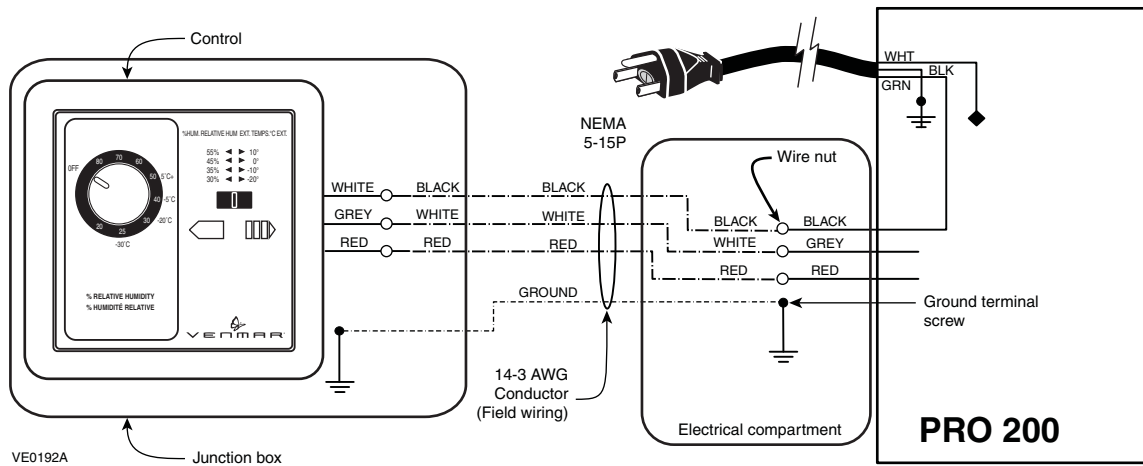 Control
%HUM. RELATIVE HUM EXT. TEMPS.°C EXT.
55% ◄ ► 10°
45% ◄ ► 0°
35% ◄ ► -10°
30% ◄ ► -20°
OFF
80
70
60
50
5˚C+
40
-5˚C
30
-20˚C
25
-30˚C
20
% RELATIVE HUMIDITY
% HUMIDITÉ RELATIVE
VENMAR
VE0192A
Junction box
WHITE
BLACK
BLACK
GREY
WHITE
WHITE
RED
RED
RED
GROUND
14-3 AWG
Conductor
(Field wiring)
NEMA
5-15P
Wire nut
BLACK
BLACK
WHITE
GREY
RED
RED
Ground terminal
screw
Electrical compartment
WHT
BLK
GRN
PRO 200